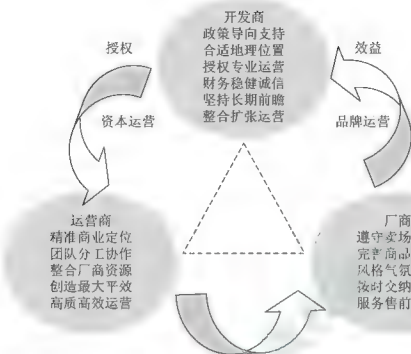 开发商
政策导向支持
合适地理位置
授权专业运营
财务稳健诚信
坚持长期前瞻
整合扩张运营
授权
资本运营
效益
品牌运营
运营商
精准商业定位
团队分工协作
整合厂商资源
创造最大平效
高质高效运营
厂商
遵守卖场
完善商品
风格气氛
按时交纳
服务售前